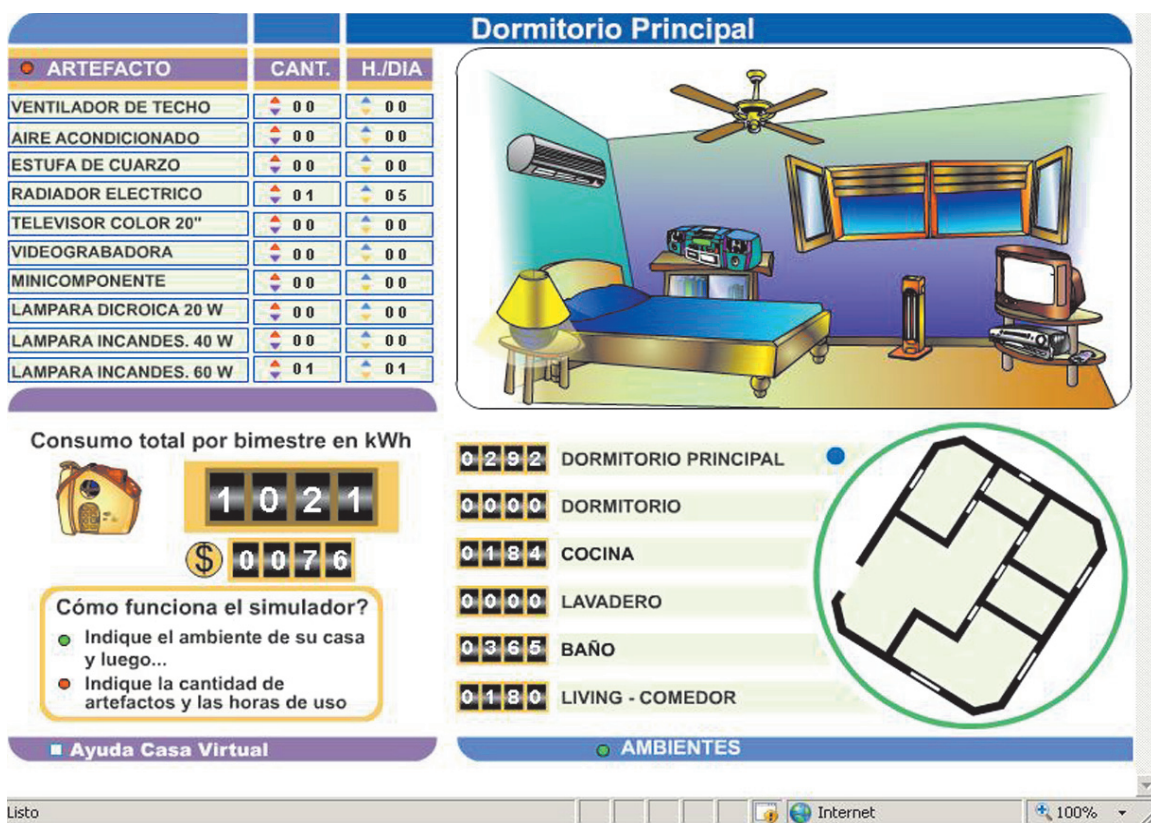 Dormitorio Principal
ARTEFACTO CANT. H./DIA
VENTILADOR DE TECHO 00 00
AIRE ACONDICIONADO 00 00
ESTUFA DE CUARZO 00 00
RADIADOR ELECTRICO 01 05
TELEVISOR COLOR 20" 00 00
VIDEOGRABADORA 00 00
MINICOMPONENTE 00 00
LAMPARA DICROICA 20 W 00 00
LAMPARA INCANDES. 40 W 00 00
LAMPARA INCANDES. 60 W 01 01
Consumo total por bimestre en kWh
1021
$ 0076
Cómo funciona el simulador?
Indique el ambiente de su casa
y luego...
Indique la cantidad de
artefactos y las horas de uso
Ayuda Casa Virtual
0292 DORMITORIO PRINCIPAL
0000 DORMITORIO
0184 COCINA
0000 LAVADERO
0365 BAÑO
0180 LIVING - COMEDOR
AMBIENTES
Listo Internet 100%